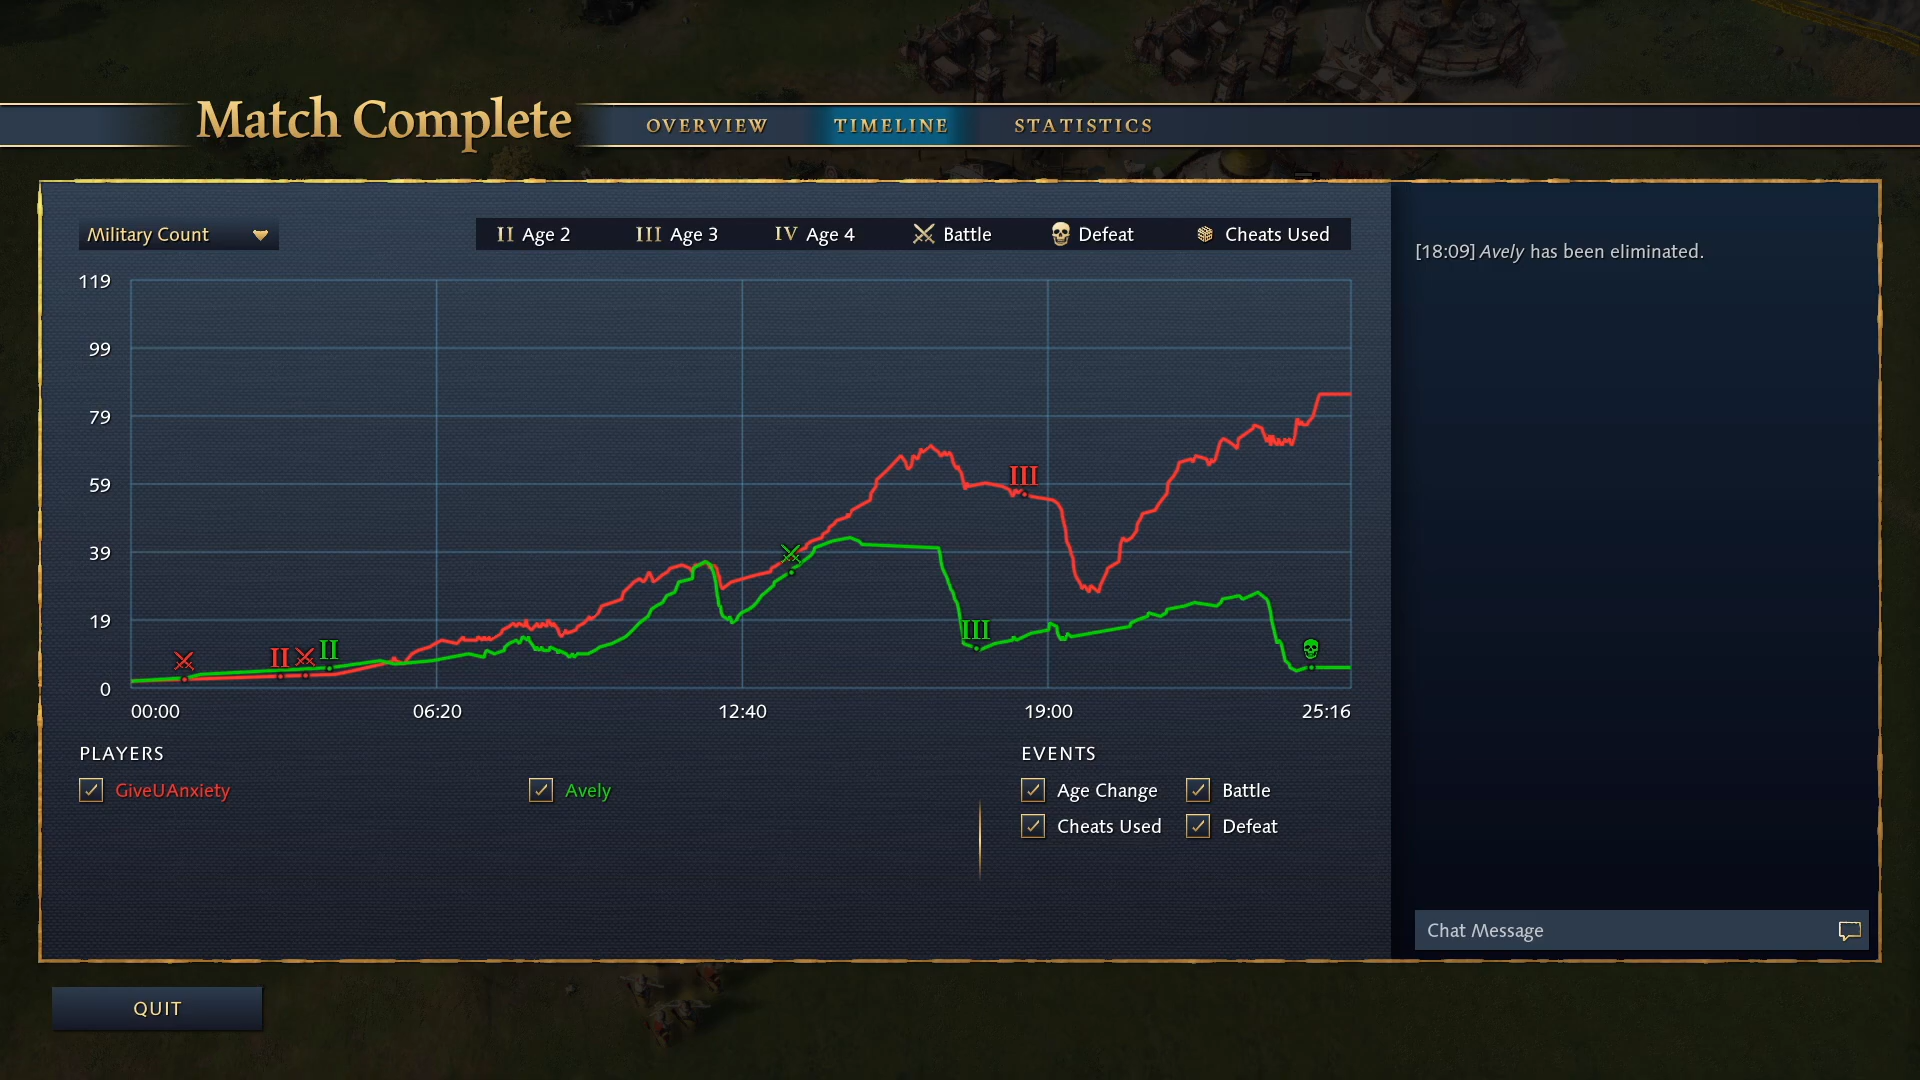 Match Complete
OVERVIEW
TIMELINE
STATISTICS
Military Count
II Age 2
III Age 3
IV Age 4
Battle
Defeat
Cheats Used
[18:09] Avely has been eliminated.
119
99
79
59
39
19
0
III
III
II
II
00:00
06:20
12:40
19:00
25:16
PLAYERS
GiveUAnxiety
Avely
EVENTS
Age Change
Battle
Cheats Used
Defeat
Chat Message
QUIT